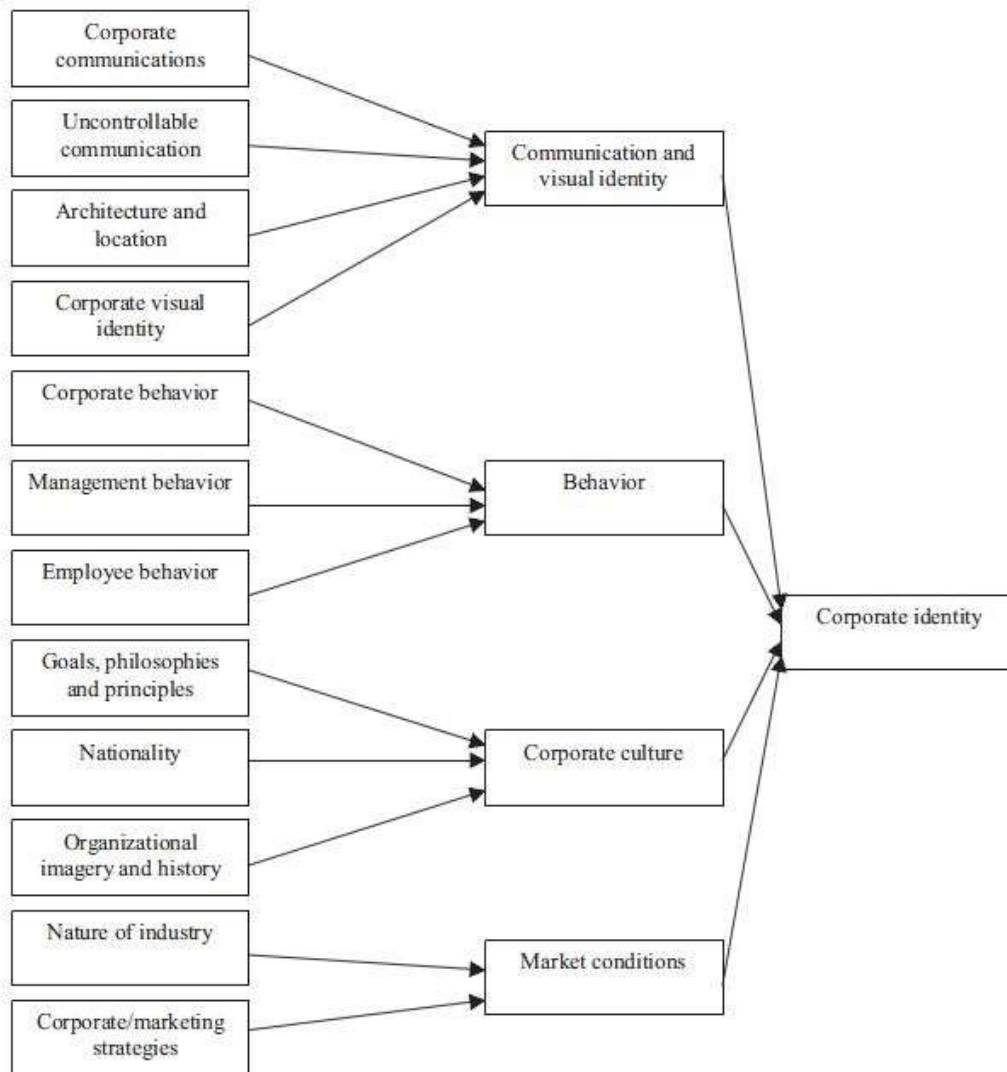 Corporate
communications
Uncontrollable
communication
Architecture and
location
Corporate visual
identity
Corporate behavior
Management behavior
Employee behavior
Goals, philosophies
and principles
Nationality
Organizational
imagery and history
Nature of industry
Corporate/marketing
strategies
Communication and
visual identity
Behavior
Corporate culture
Market conditions
Corporate identity